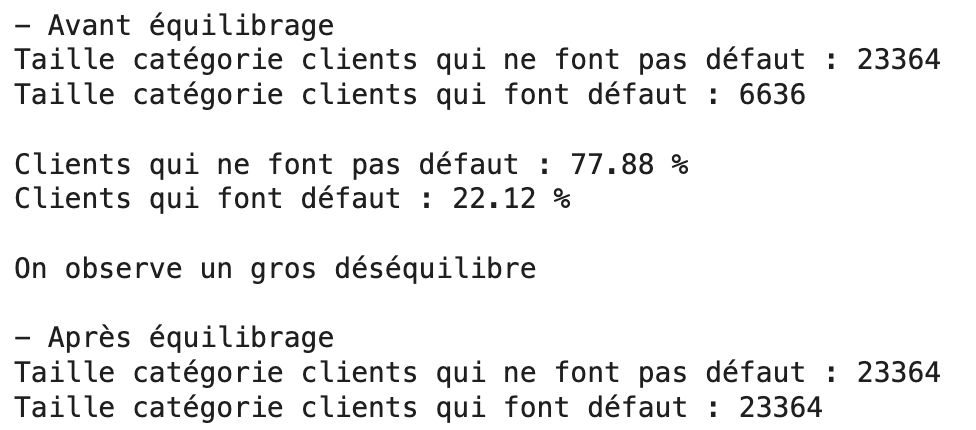 – Avant équilibrage
Taille catégorie clients qui ne font pas défaut : 23364
Taille catégorie clients qui font défaut : 6636
Clients qui ne font pas défaut : 77.88 %
Clients qui font défaut : 22.12 %
On observe un gros déséquilibre
– Après équilibrage
Taille catégorie clients qui ne font pas défaut : 23364
Taille catégorie clients qui font défaut : 23364